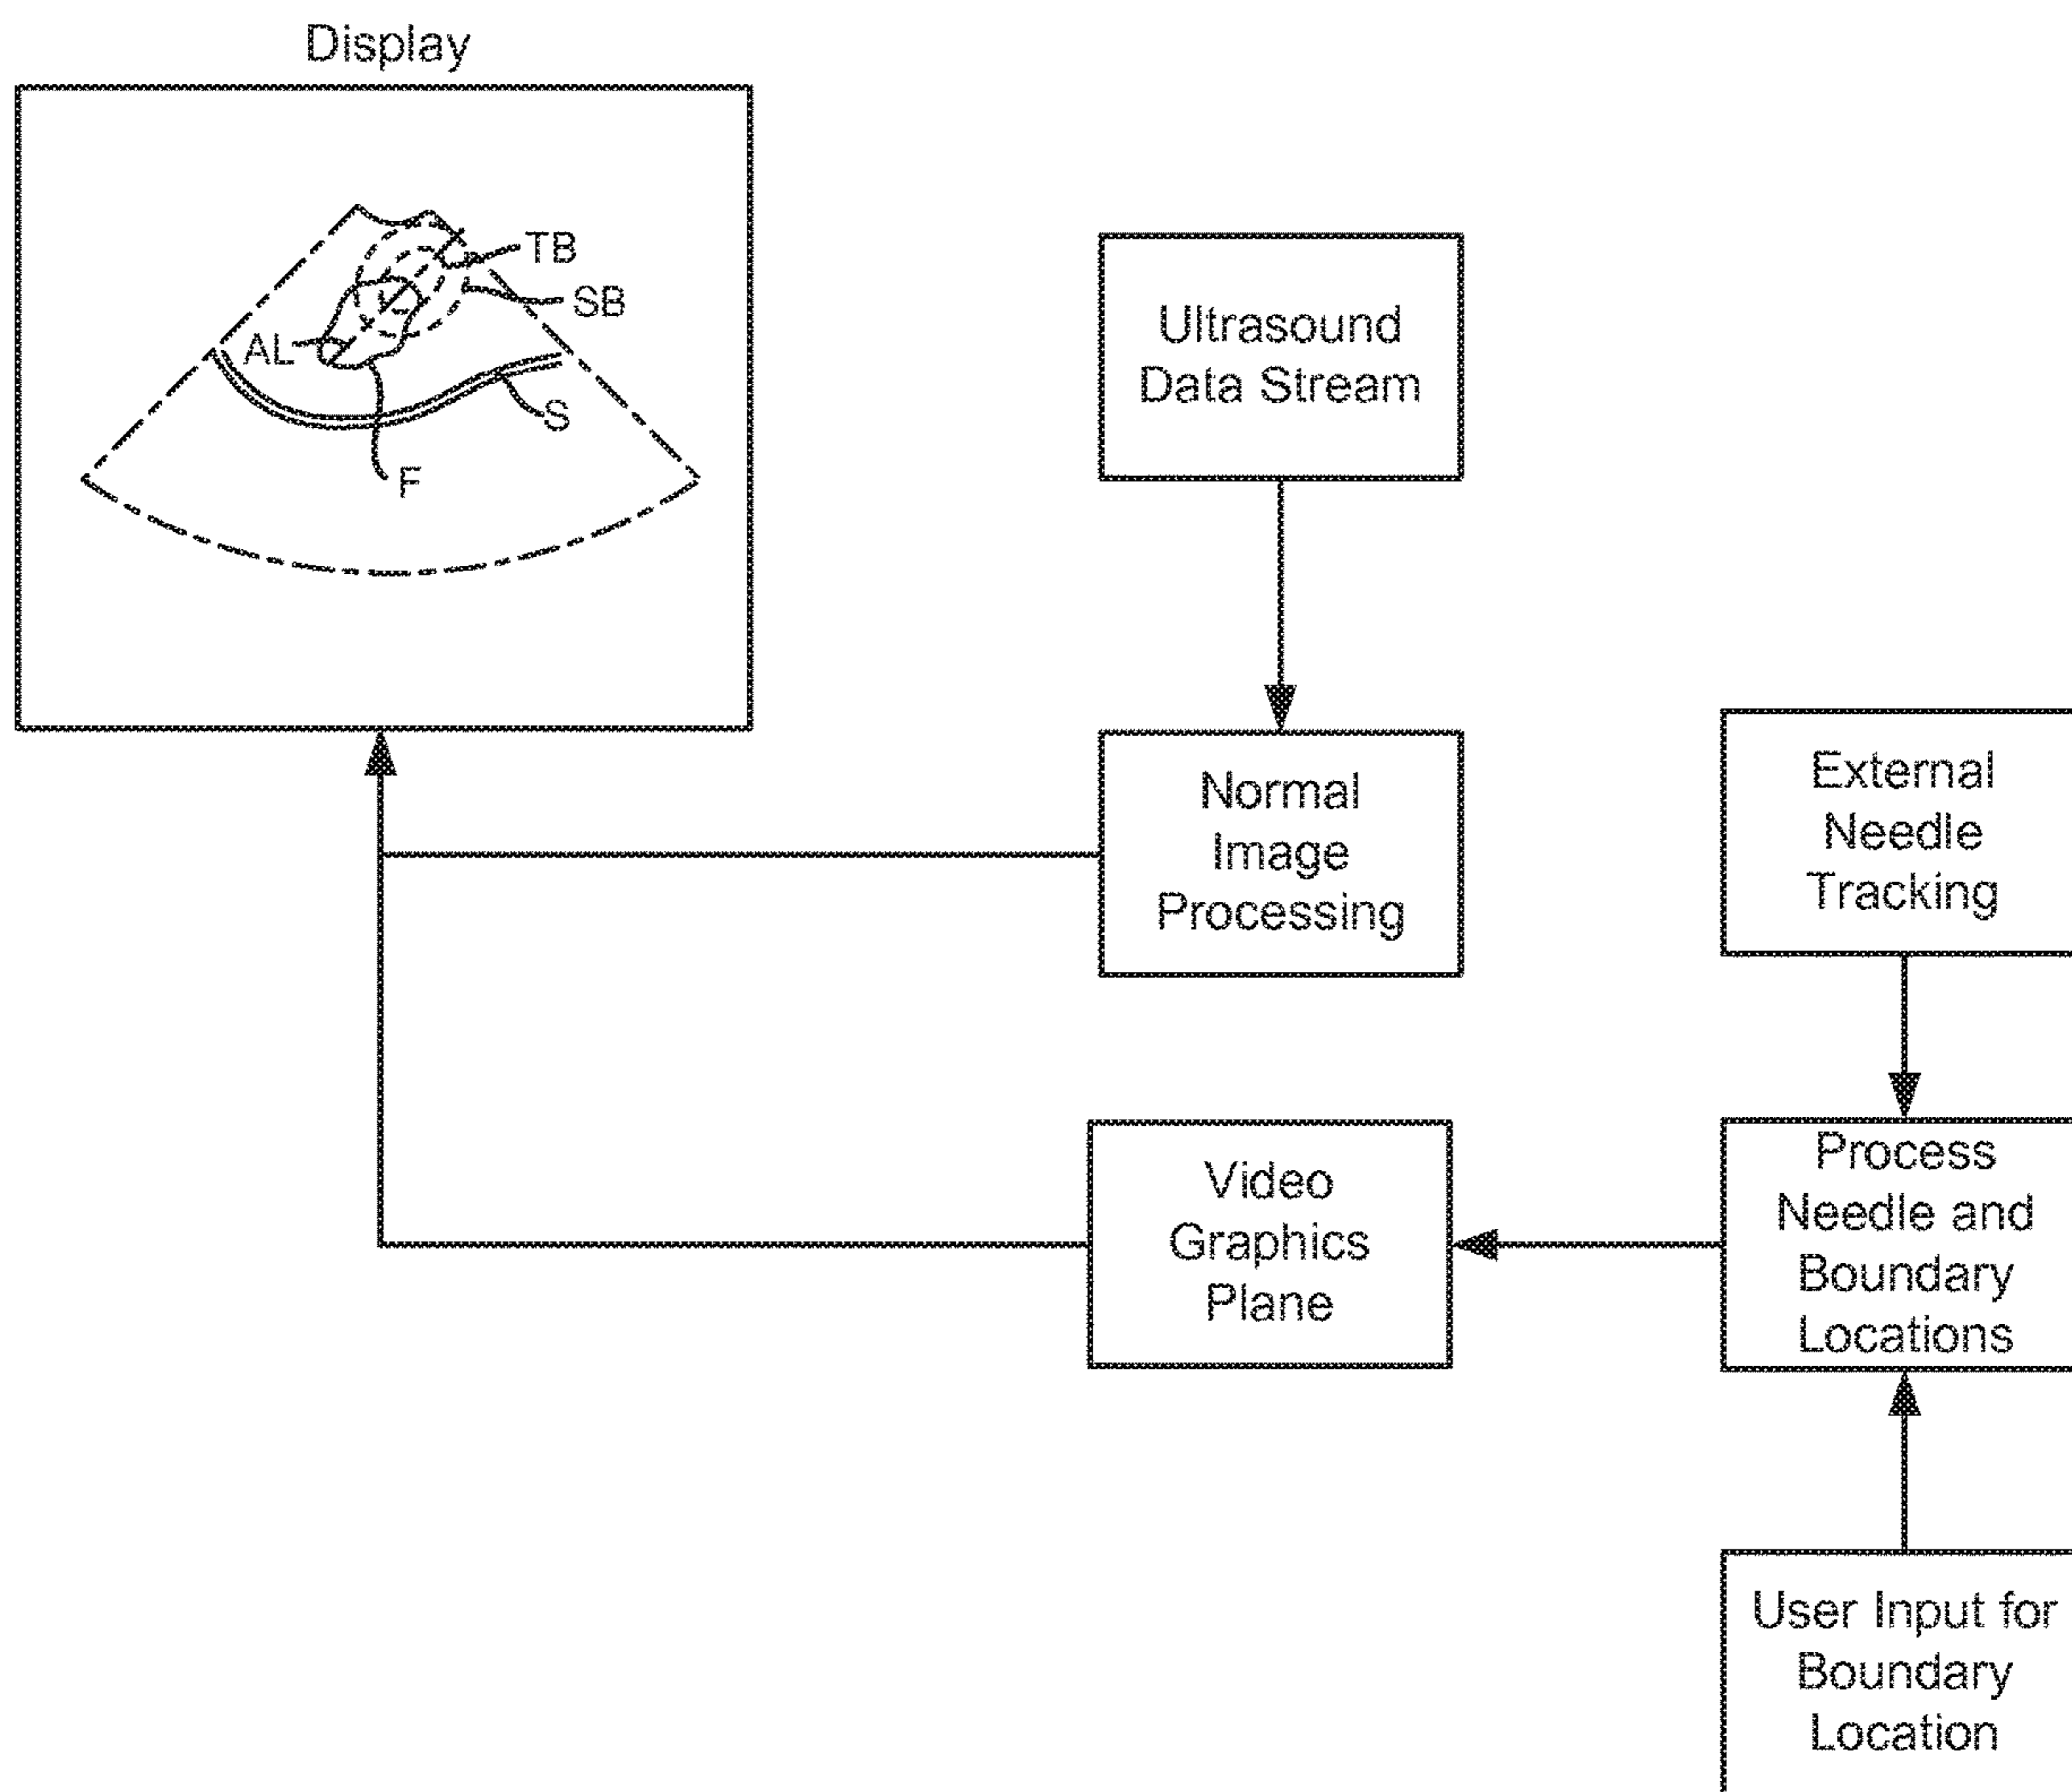 Display
TB
SB
AL
S
F
Ultrasound
Data Stream
Normal
Image
Processing
External
Needle
Tracking
Video
Graphics
Plane
Process
Needle and
Boundary
Locations
User Input for
Boundary
Location